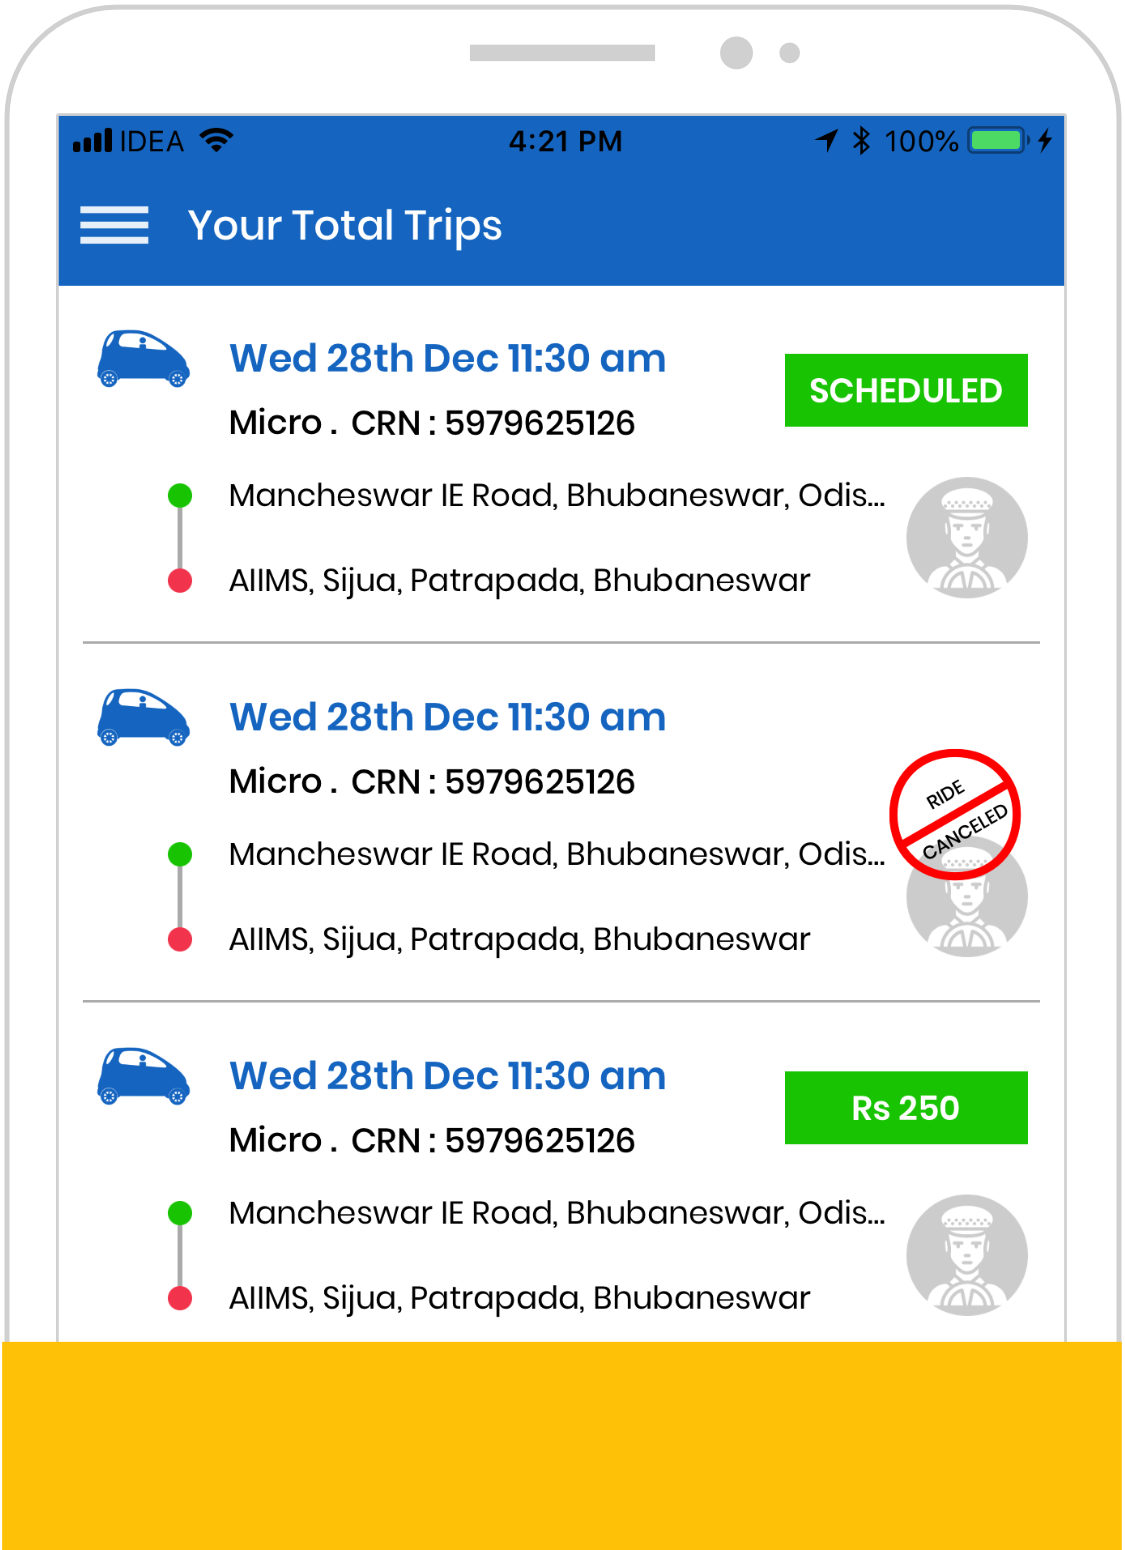 IDEA 4:21 PM 100%
Your Total Trips
Wed 28th Dec 11:30 am
SCHEDULED
Micro . CRN : 5979625126
Mancheswar IE Road, Bhubaneswar, Odis...
AIIMS, Sijua, Patrapada, Bhubaneswar
Wed 28th Dec 11:30 am
Micro . CRN : 5979625126
RIDE
CANCELED
Mancheswar IE Road, Bhubaneswar, Odis...
AIIMS, Sijua, Patrapada, Bhubaneswar
Wed 28th Dec 11:30 am
Rs 250
Micro . CRN : 5979625126
Mancheswar IE Road, Bhubaneswar, Odis...
AIIMS, Sijua, Patrapada, Bhubaneswar